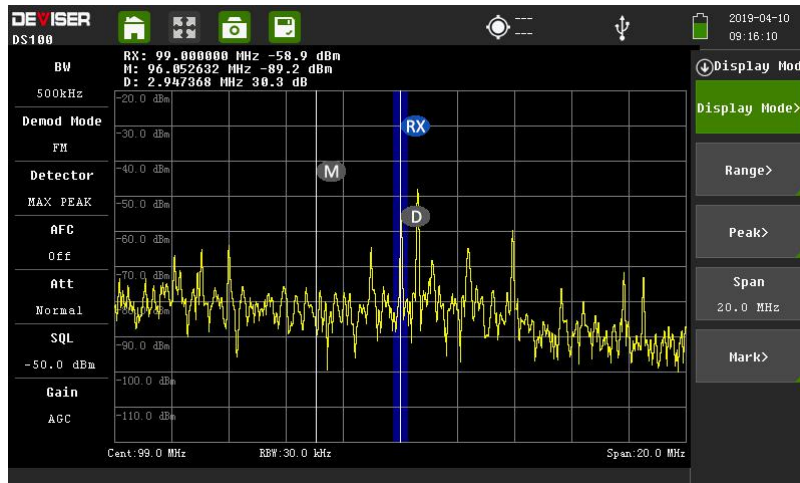 DEVISER
DS100
---
---
2019-04-10
09:16:10
RX: 99.000000 MHz -58.9 dBm
M: 96.052632 MHz -89.2 dBm
D: 2.947368 MHz 30.3 dB
BW
500kHz
Demod Mode
FM
Detector
MAX PEAK
AFC
Off
Att
Normal
SQL
-50.0 dBm
Gain
AGC
-20.0 dBm
-30.0 dBm
-40.0 dBm
-50.0 dBm
-60.0 dBm
-70.0 dBm
-90.0 dBm
-100.0 dBm
-110.0 dBm
RX
M
D
Cent:99.0 MHz
RBW:30.0 kHz
Span:20.0 MHz
Display Mod
Display Mode>
Range>
Peak>
Span
20.0 MHz
Mark>